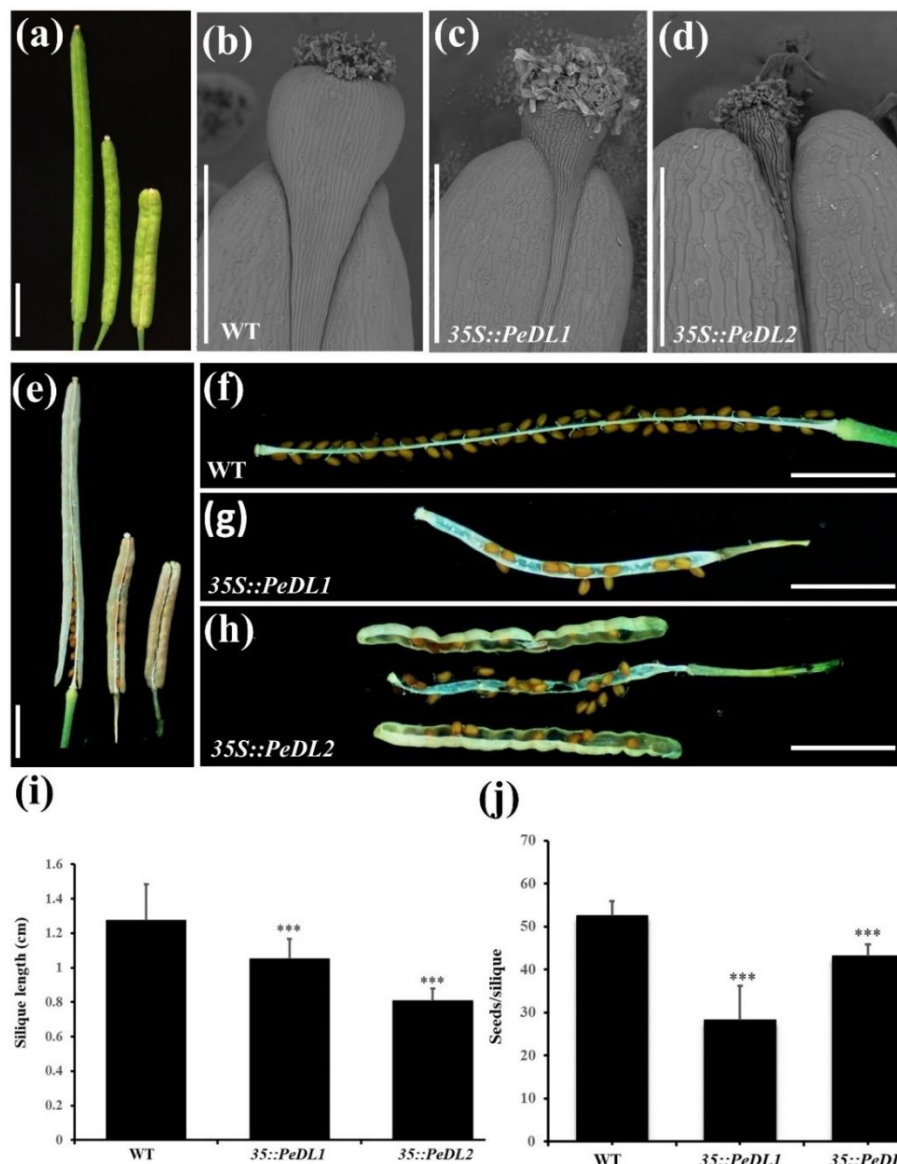 (a)
(b)
(c)
(d)
WT
35S::PeDL1
35S::PeDL2
(e)
(f)
WT
(g)
35S::PeDL1
(h)
35S::PeDL2
(i)
(j)
Silique length (cm)
1.6
1.4
1.2
1
0.8
0.6
0.4
0.2
0
***
***
WT
35::PeDL1
35::PeDL2
Seeds/silique
70
60
50
40
30
20
10
0
***
***
WT
35::PeDL1
35::PeDL